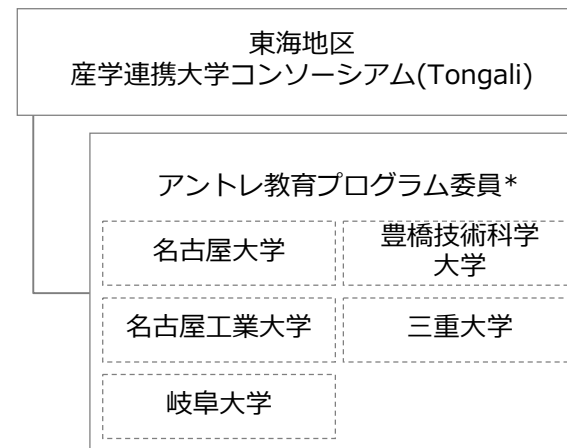 東海地区
産学連携大学コンソーシアム(Tongali)
アントレ教育プログラム委員*
名古屋大学
豊橋技術科学
大学
名古屋工業大学
三重大学
岐阜大学